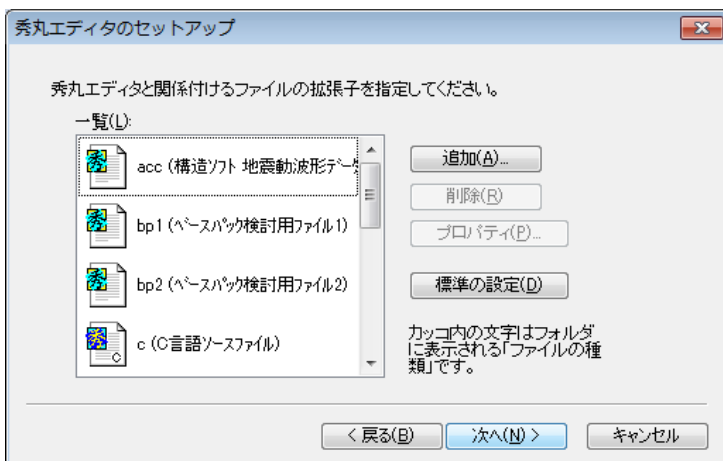 秀丸エディタのセットアップ
秀丸エディタと関係付けるファイルの拡張子を指定してください。
一覧(L):
acc (構造ソフト 地震動波形データ
bp1 (ベースパック検討用ファイル1)
bp2 (ベースパック検討用ファイル2)
c (C言語ソースファイル)
追加(A)...
削除(R)
プロパティ(P)...
標準の設定(D)
カッコ内の文字はフォルダ
に表示される「ファイルの種
類」です。
< 戻る(B)
次へ(N) >
キャンセル